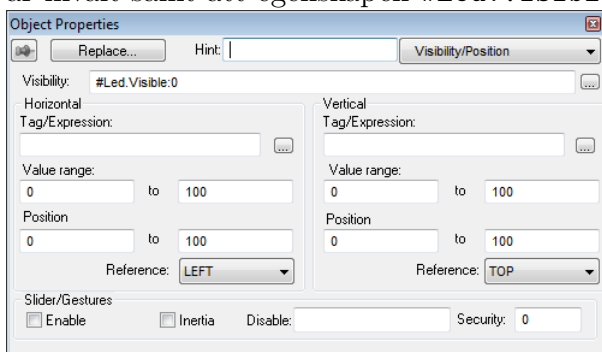 Object Properties
Replace... Hint: Visibility/Position
Visibility: #Led.Visible:0 ...
Horizontal Vertical
Tag/Expression: Tag/Expression:
... ...
Value range: Value range:
0 to 100 0 to 100
Position Position
0 to 100 0 to 100
Reference: LEFT Reference: TOP
Slider/Gestures
Enable Inertia Disable: Security: 0